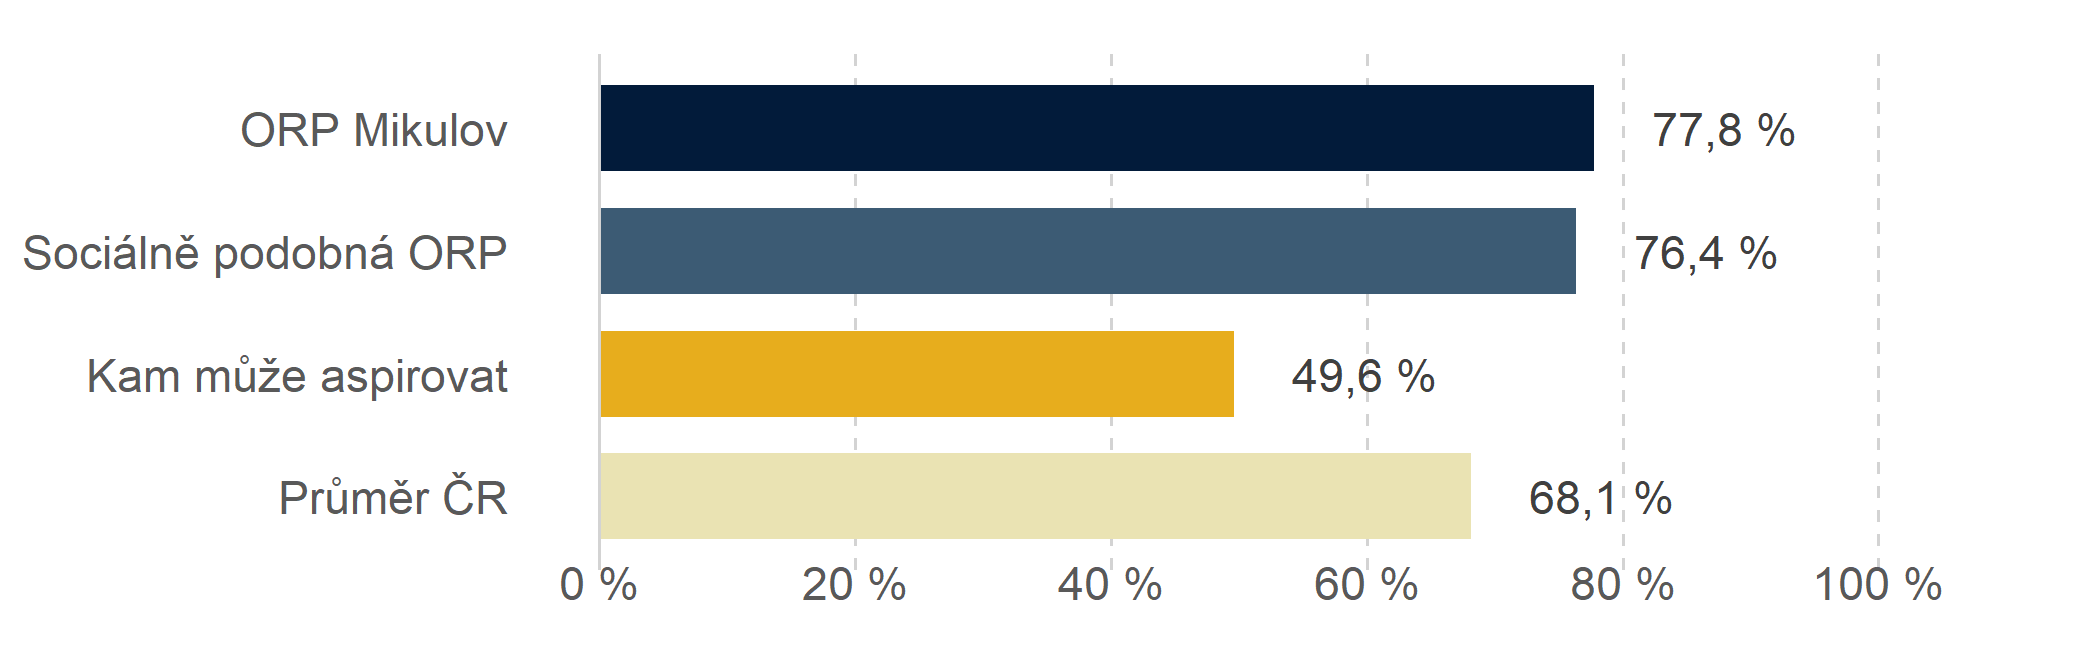 ORP Mikulov 77,8 %
Sociálně podobná ORP 76,4 %
Kam může aspirovat 49,6 %
Průměr ČR 68,1 %
0 % 20 % 40 % 60 % 80 % 100 %